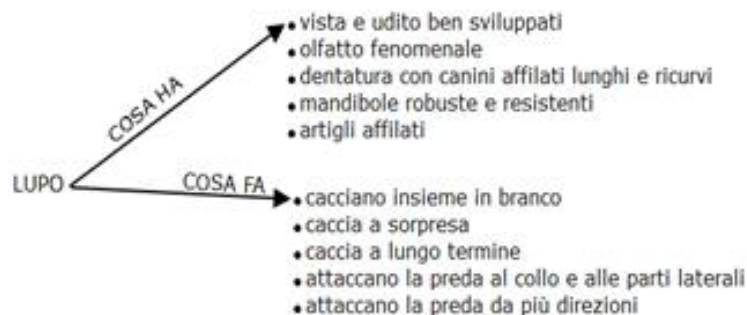 • vista e udito ben sviluppati
• olfatto fenomenale
• dentatura con canini affilati lunghi e ricurvi
• mandibole robuste e resistenti
• artigli affilati
COSA HA
LUPO
COSA FA
• cacciano insieme in branco
• caccia a sorpresa
• caccia a lungo termine
• attaccano la preda al collo e alle parti laterali
• attaccano la preda da più direzioni